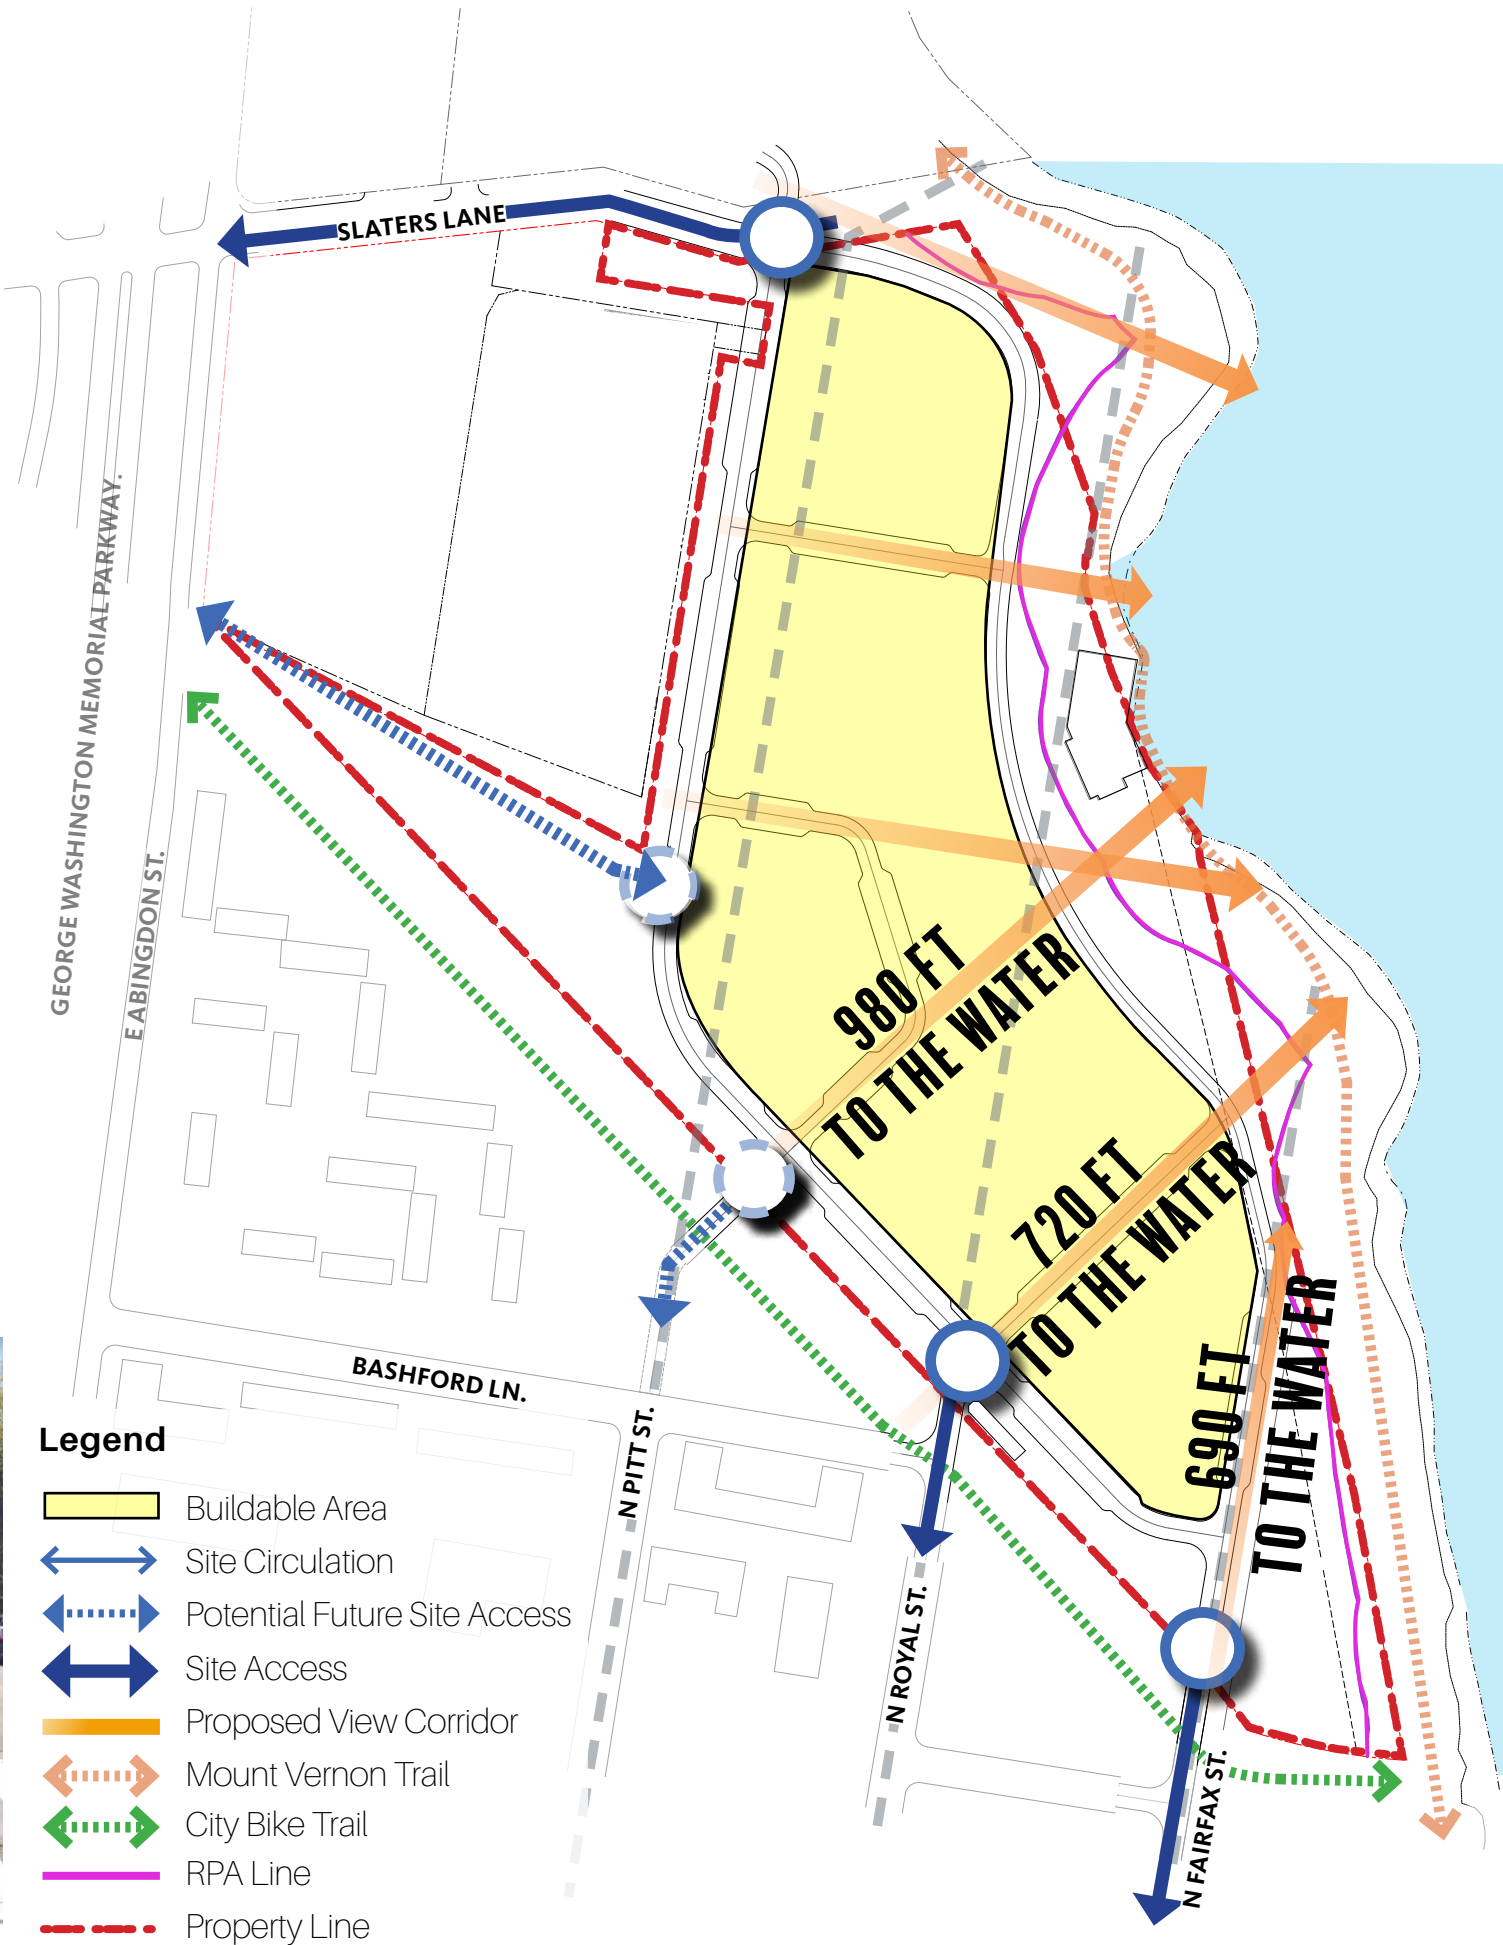 SLATERS LANE
GEORGE WASHINGTON MEMORIAL PARKWAY.
E ABINGDON ST.
980 FT
TO THE WATER
720 FT
TO THE WATER
690 FT
TO THE WATER
BASHFORD LN.
N PITT ST.
N ROYAL ST.
N FAIRFAX ST.
Legend
Buildable Area
Site Circulation
Potential Future Site Access
Site Access
Proposed View Corridor
Mount Vernon Trail
City Bike Trail
RPA Line
Property Line